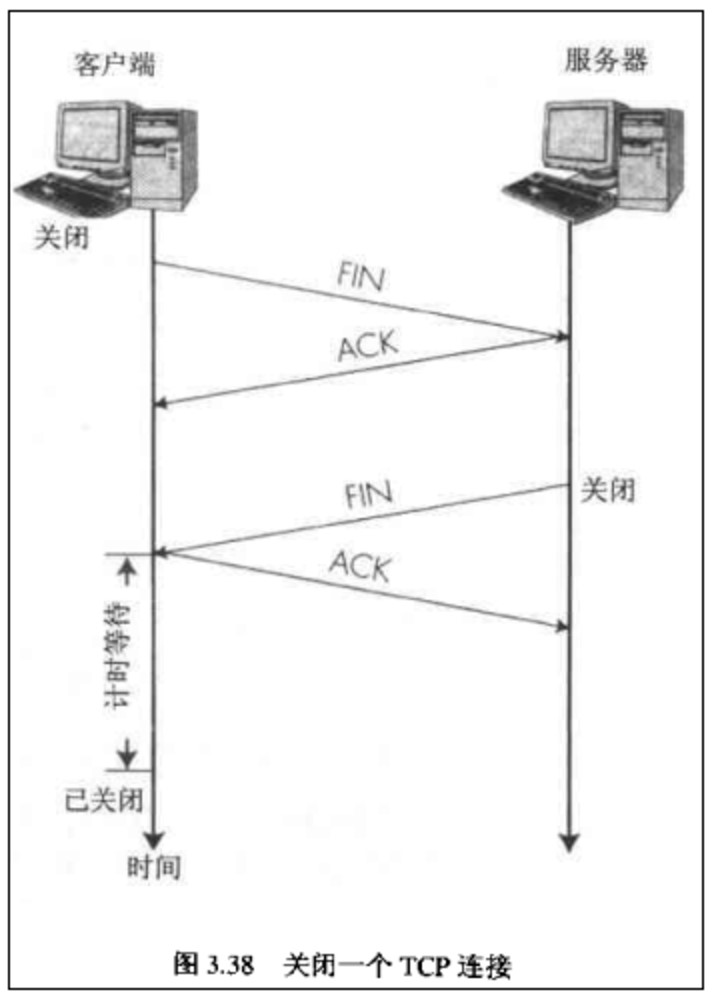 客户端
服务器
关闭
FIN
ACK
FIN
关闭
ACK
计时等待
已关闭
时间
图 3.38 关闭一个 TCP 连接